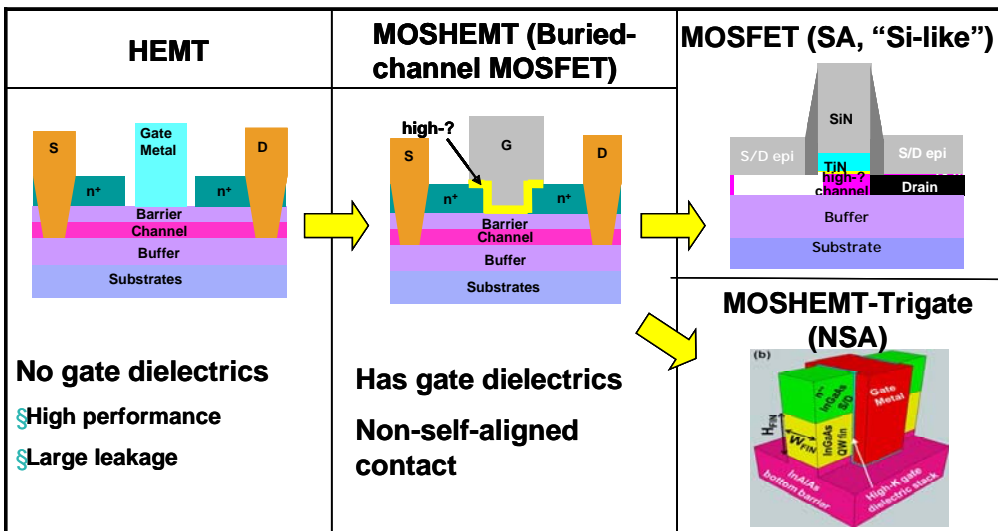 HEMT
S
Gate
Metal
D
n⁺
n⁺
Barrier
Channel
Buffer
Substrates
No gate dielectrics
§High performance
§Large leakage
MOSHEMT (Buried-
channel MOSFET)
high-?
S
G
D
n⁺
n⁺
Barrier
Channel
Buffer
Substrates
Has gate dielectrics
Non-self-aligned
contact
MOSFET (SA, “Si-like”)
SiN
S/D epi
S/D epi
TiN
high-?
channel
Drain
Buffer
Substrate
MOSHEMT-Trigate
(NSA)
(b)
n⁺⁺
InGaAs
S/D
Gate
Metal
HFIN
WFIN
InGaAs
QW fin
InAlAs
bottom barrier
High-K gate
dielectric stack